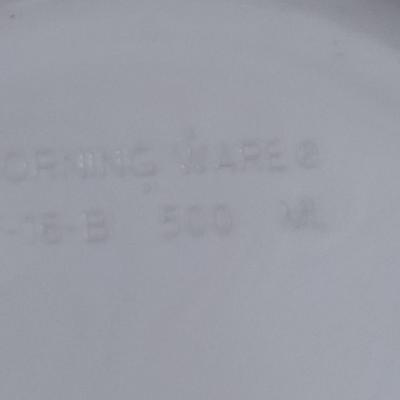 ORNING WARE®
-15-B 500 ML